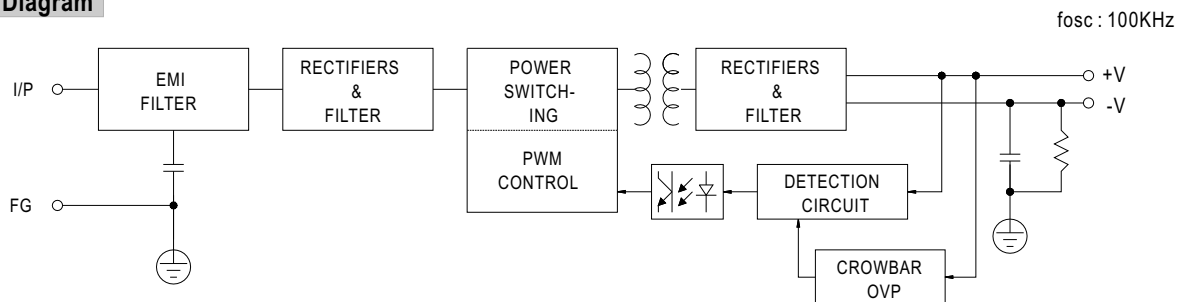 Diagram
fosc : 100KHz
I/P
EMI
FILTER
RECTIFIERS
&
FILTER
POWER
SWITCH-
ING
PWM
CONTROL
RECTIFIERS
&
FILTER
+V
-V
DETECTION
CIRCUIT
FG
CROWBAR
OVP